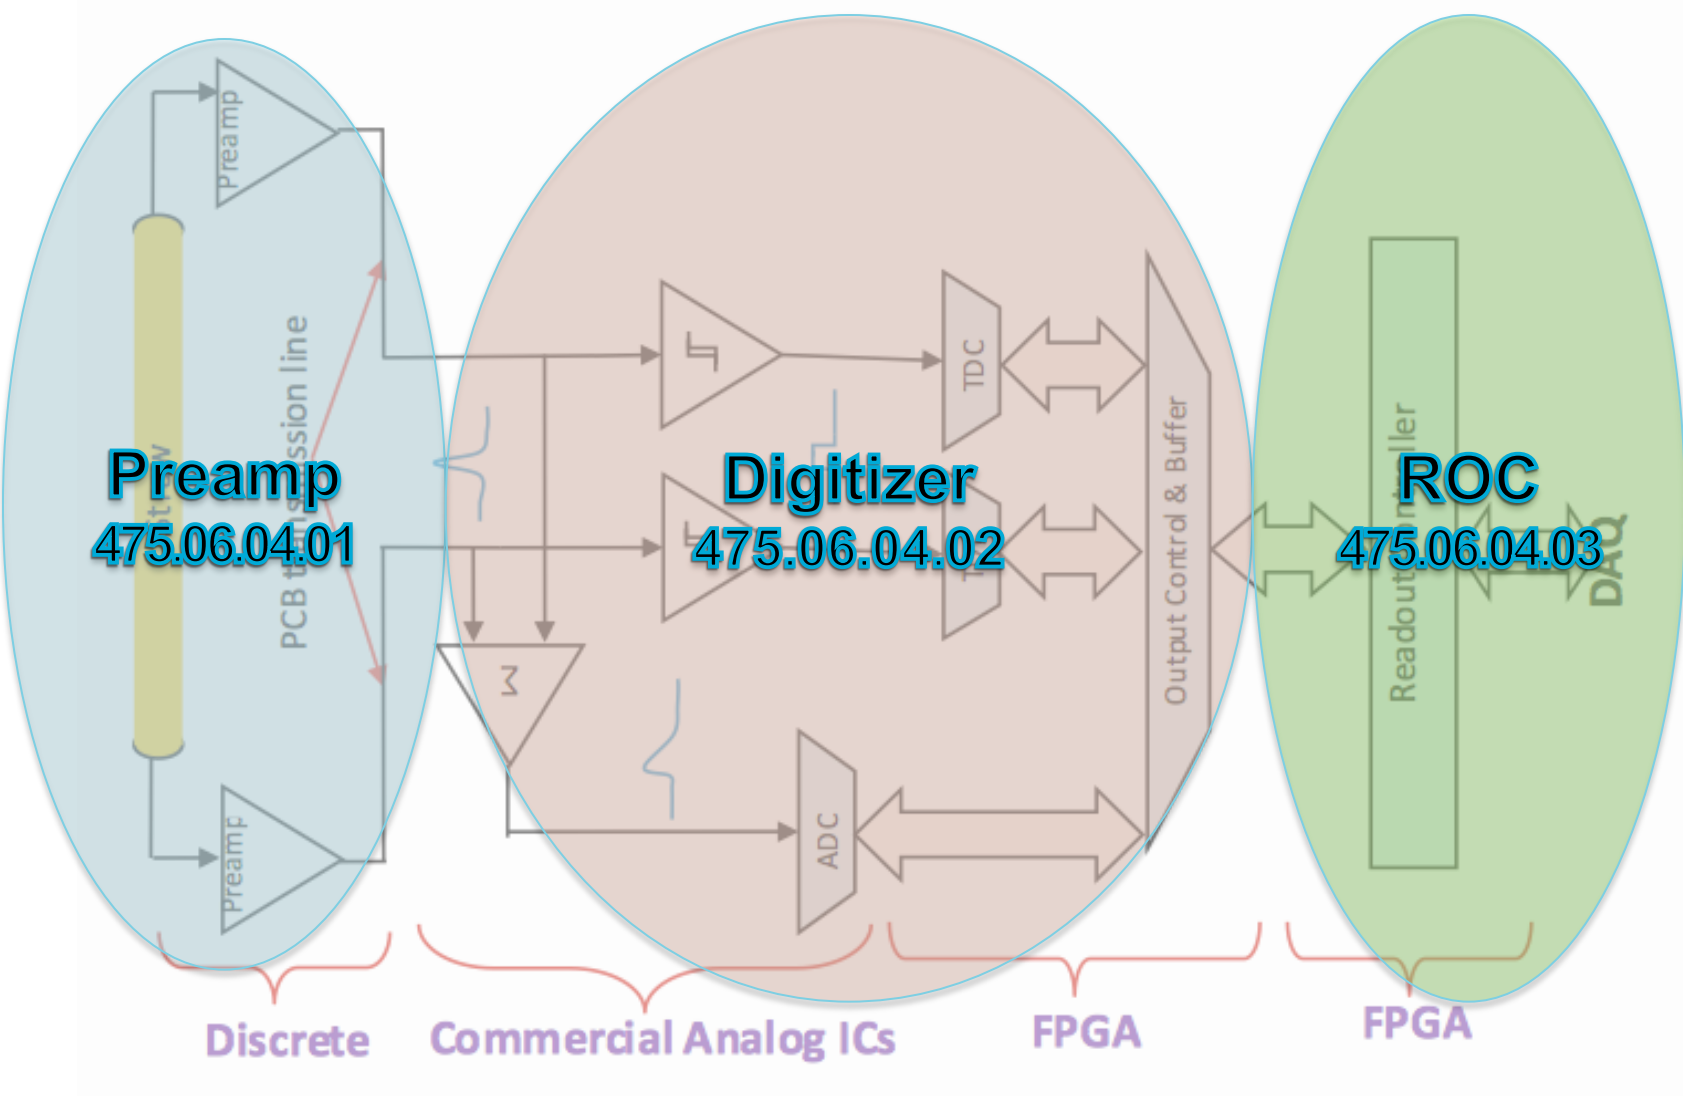 Preamp
PCB transmission line
Straw
Preamp
Preamp
475.06.04.01
TDC
Σ
ADC
Output Control & Buffer
Digitizer
475.06.04.02
Readout Controller
DAQ
ROC
475.06.04.03
Discrete
Commercial Analog ICs
FPGA
FPGA